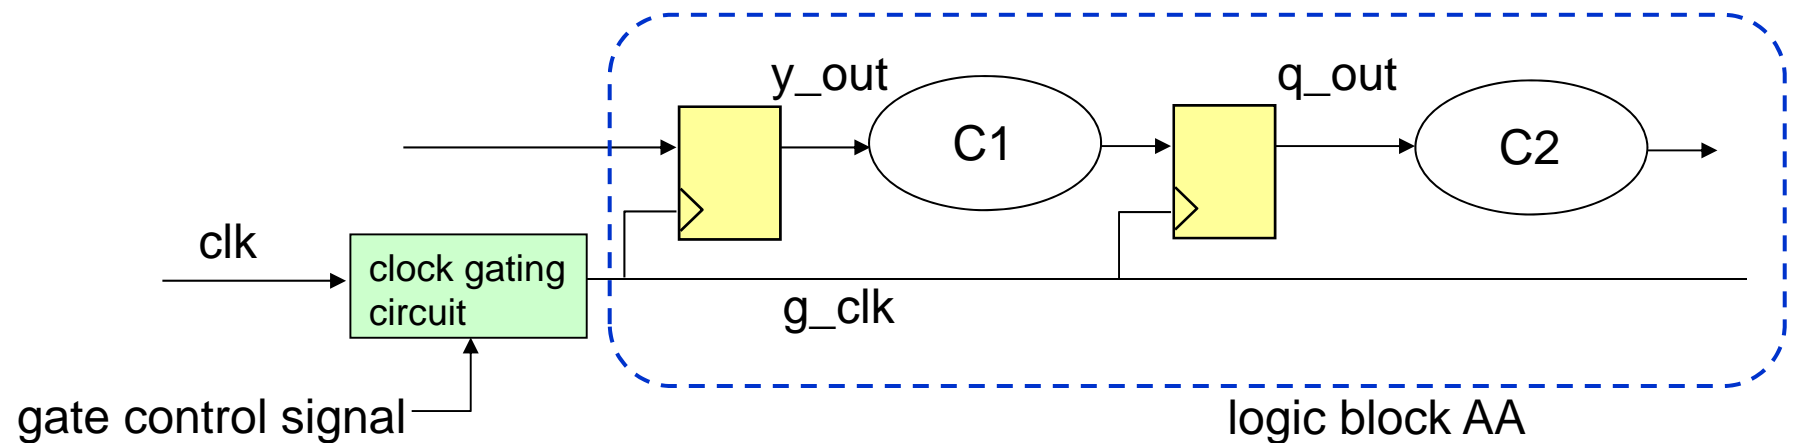 y_out
q_out
C1
C2
clk
clock gating
circuit
g_clk
gate control signal
logic block AA